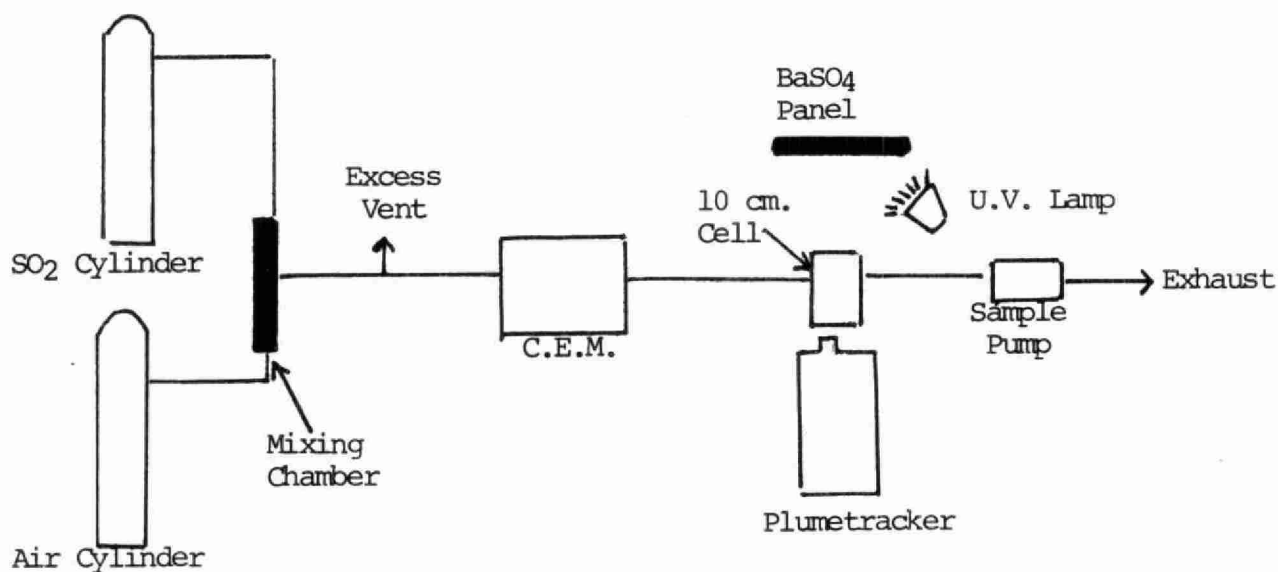 BaSO4
Panel
Excess
Vent
10 cm.
Cell
U.V. Lamp
SO2 Cylinder
Exhaust
Sample
Pump
C.E.M.
Mixing
Chamber
Plumetracker
Air Cylinder